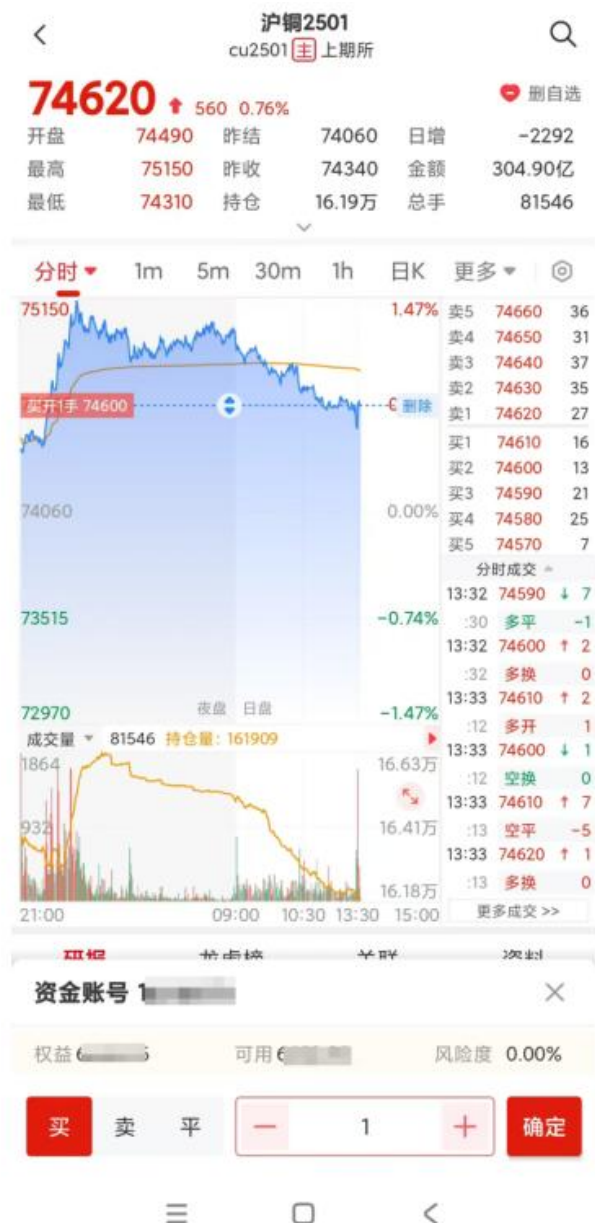 沪铜2501
cu2501 主 上期所
74620 ↑ 560 0.76% 删自选
开盘 74490 昨结 74060 日增 -2292
最高 75150 昨收 74340 金额 304.90亿
最低 74310 持仓 16.19万 总手 81546
分时 1m 5m 30m 1h 日K 更多
75150 1.47%
买开1手 74600 删除
74060 0.00%
73515 -0.74%
夜盘 日盘
72970 -1.47%
卖5 74660 36
卖4 74650 31
卖3 74640 37
卖2 74630 35
卖1 74620 27
买1 74610 16
买2 74600 13
买3 74590 21
买4 74580 25
买5 74570 7
分时成交
13:32 74590 ↓ 7
:30 多平 -1
13:32 74600 ↑ 2
:32 多换 0
13:33 74610 ↑ 2
:12 多开 1
13:33 74600 ↓ 1
:12 空换 0
13:33 74610 ↑ 7
:13 空平 -5
13:33 74620 ↑ 1
:13 多换 0
更多成交 >>
成交量 81546 持仓量: 161909
1864 16.63万
932 16.41万
16.18万
21:00 09:00 10:30 13:30 15:00
研报 龙虎榜 关联 资料
资金账号 1
权益 可用 风险度 0.00%
买 卖 平 − 1 + 确定